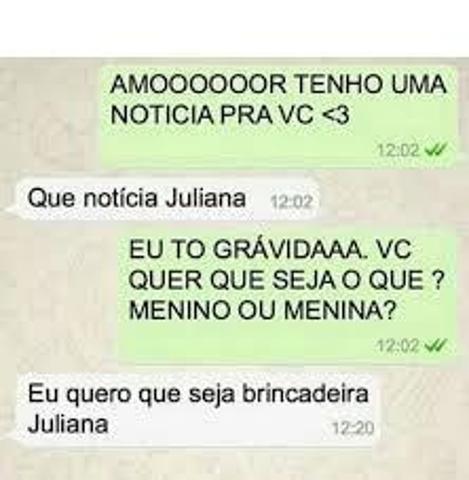 AMOOOOOOR TENHO UMA
NOTICIA PRA VC <3
12:02
Que notícia Juliana 12:02
EU TO GRÁVIDAAA. VC
QUER QUE SEJA O QUE ?
MENINO OU MENINA?
12:02
Eu quero que seja brincadeira
Juliana 12:20